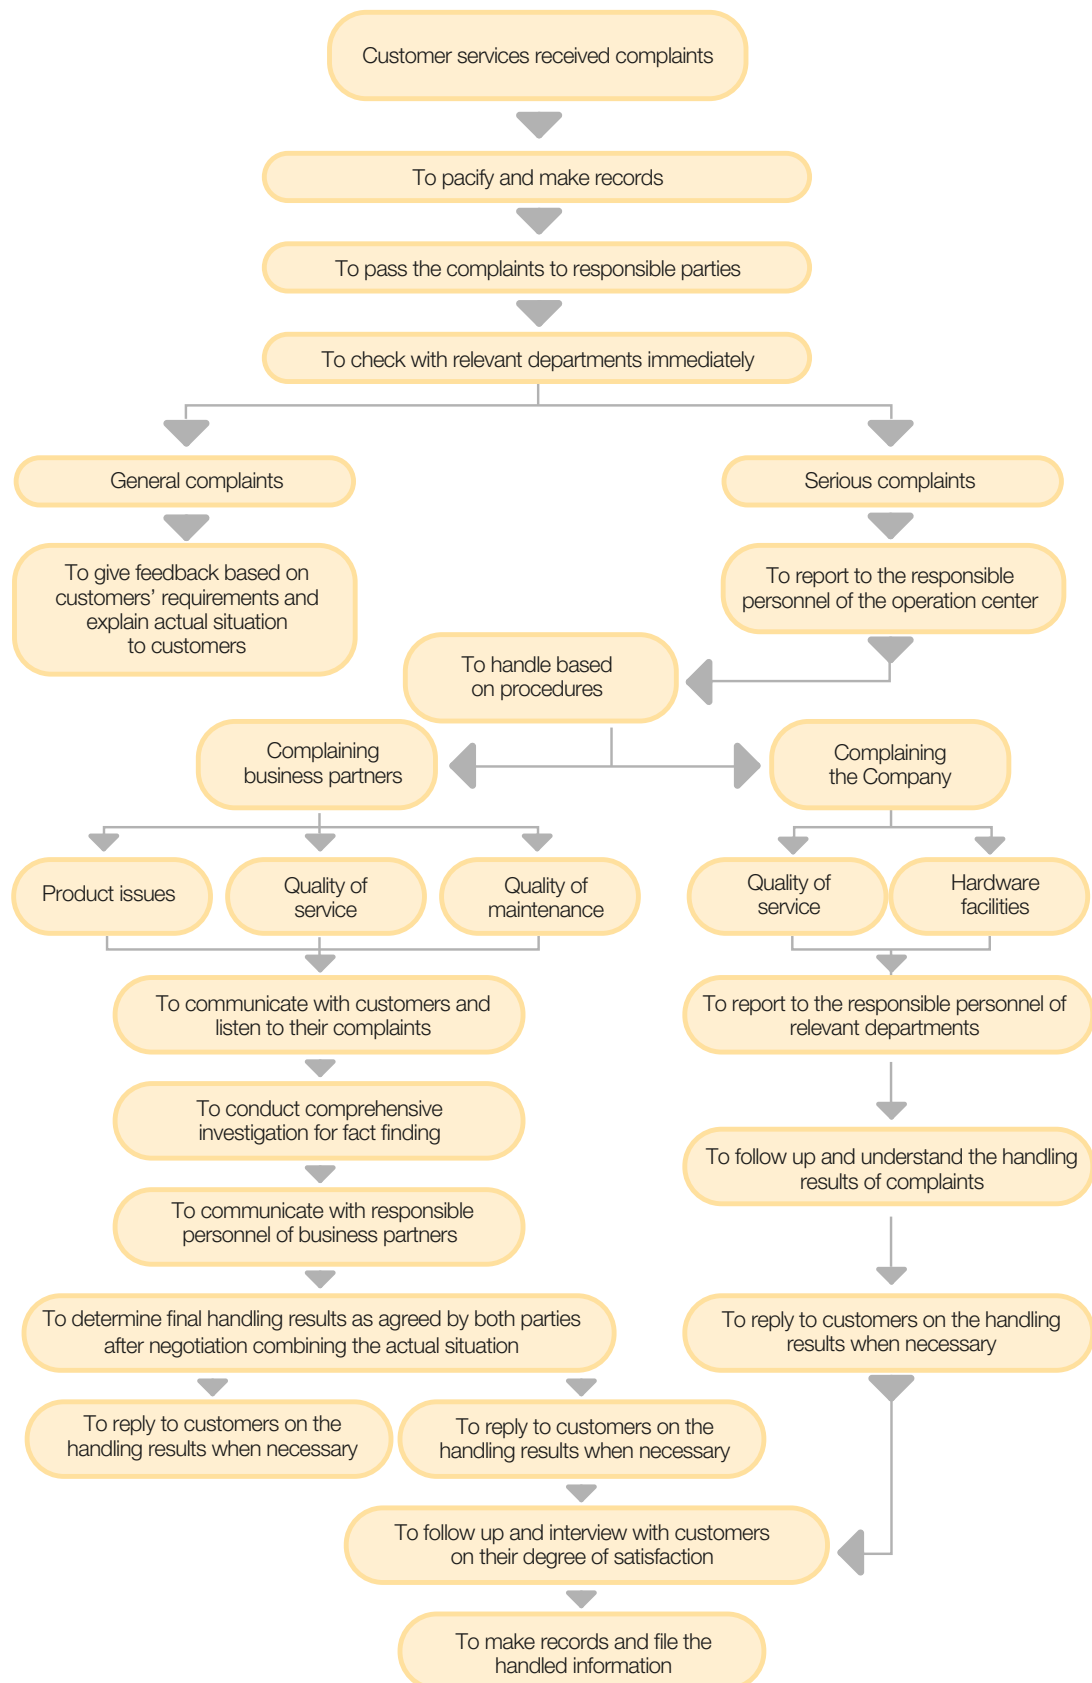 Customer services received complaints
To pacify and make records
To pass the complaints to responsible parties
To check with relevant departments immediately
General complaints
Serious complaints
To give feedback based on
customers’ requirements and
explain actual situation
to customers
To report to the responsible
personnel of the operation center
To handle based
on procedures
Complaining
business partners
Complaining
the Company
Product issues
Quality of
service
Quality of
maintenance
Quality of
service
Hardware
facilities
To communicate with customers and
listen to their complaints
To report to the responsible personnel of
relevant departments
To conduct comprehensive
investigation for fact finding
To follow up and understand the handling
results of complaints
To communicate with responsible
personnel of business partners
To determine final handling results as agreed by both parties
after negotiation combining the actual situation
To reply to customers on the handling
results when necessary
To reply to customers on the
handling results when necessary
To reply to customers on the
handling results when necessary
To follow up and interview with customers
on their degree of satisfaction
To make records and file the
handled information